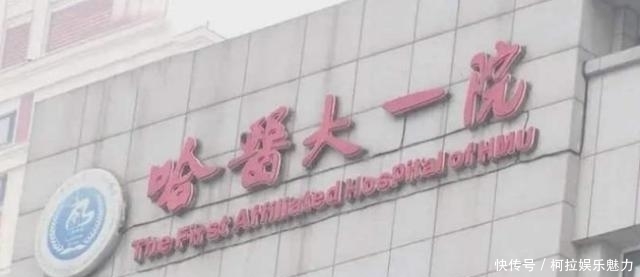 哈醫大一院
The First Affiliated Hospital of HMU
快传号 / 柯拉娱乐魅力